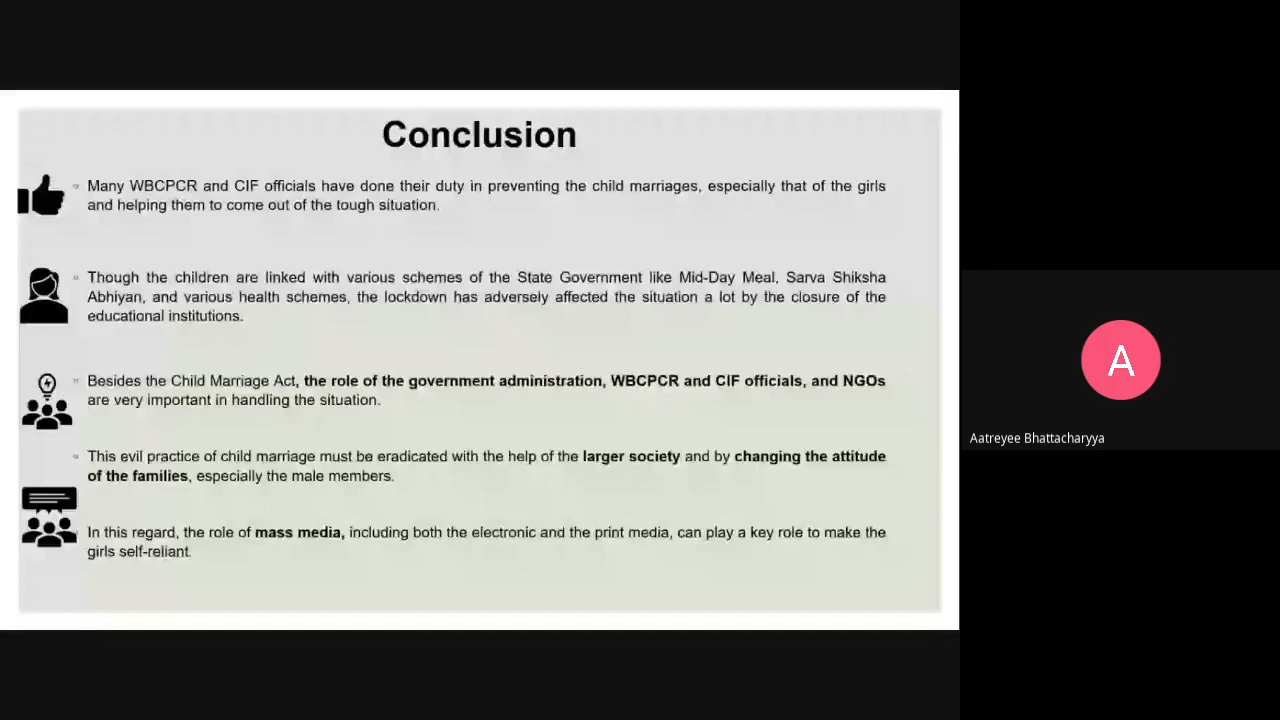 Conclusion
Many WBCPCR and CIF officials have done their duty in preventing the child marriages, especially that of the girls
and helping them to come out of the tough situation.
Though the children are linked with various schemes of the State Government like Mid-Day Meal, Sarva Shiksha
Abhiyan, and various health schemes, the lockdown has adversely affected the situation a lot by the closure of the
educational institutions.
Besides the Child Marriage Act, the role of the government administration, WBCPCR and CIF officials, and NGOs
are very important in handling the situation.
This evil practice of child marriage must be eradicated with the help of the larger society and by changing the attitude
of the families, especially the male members.
In this regard, the role of mass media, including both the electronic and the print media, can play a key role to make the
girls self-reliant.
A
Aatreyee Bhattacharyya